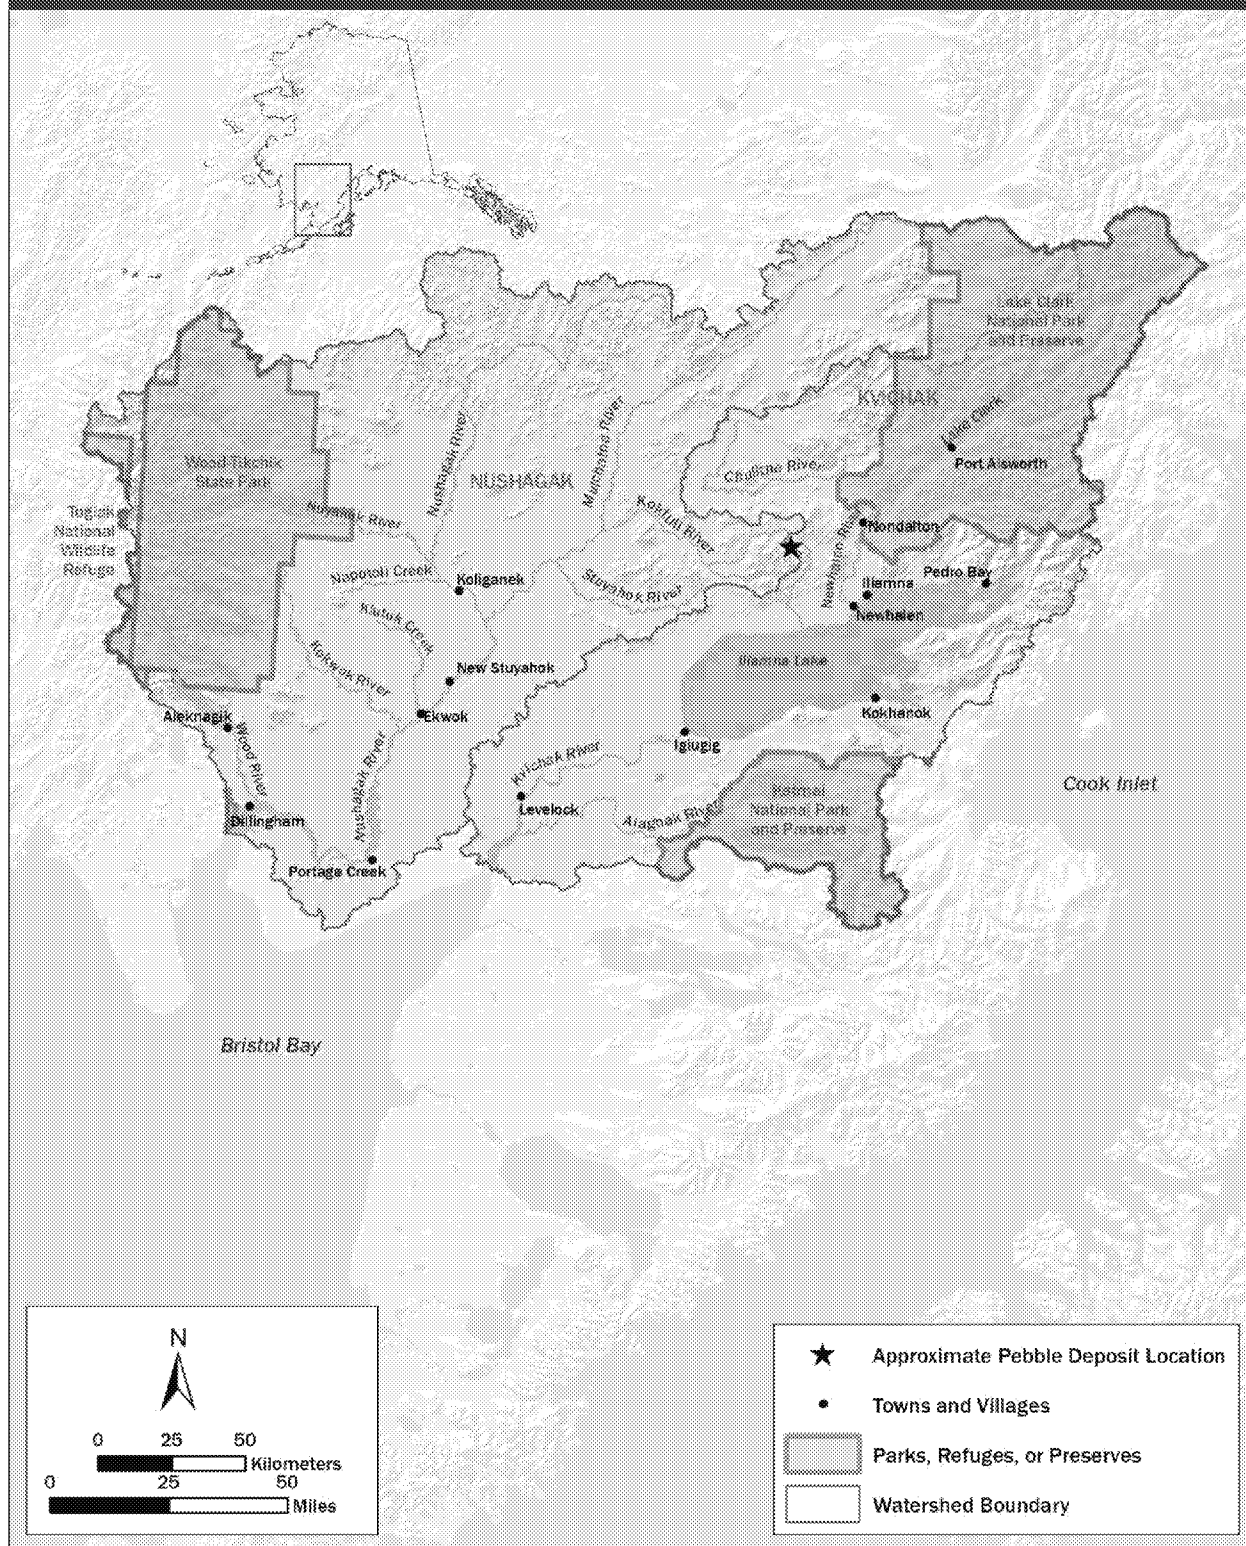 Lake Clark
National Park
and Preserve
KVICHAK
Lake Clark
Port Alsworth
Wood-Tikchik
State Park
Nushagak River
NUSHAGAK
Mulchatna River
Chulitna River
Togiak
National
Wildlife
Refuge
Nuyakuk River
Koktuli River
Newhalen River
Nondalton
Napotoli Creek
Koliganek
Stuyahok River
Iliamna
Pedro Bay
Newhalen
Klutuk Creek
Kokwok River
New Stuyahok
Iliamna Lake
Ekwok
Kokhanok
Aleknagik
Wood River
Nushagak River
Igiugig
Kvichak River
Cook Inlet
Levelock
Alagnak River
Katmai
National Park
and Preserve
Dillingham
Portage Creek
Bristol Bay
N
0 25 50
Kilometers
0 25 50
Miles
Approximate Pebble Deposit Location
Towns and Villages
Parks, Refuges, or Preserves
Watershed Boundary